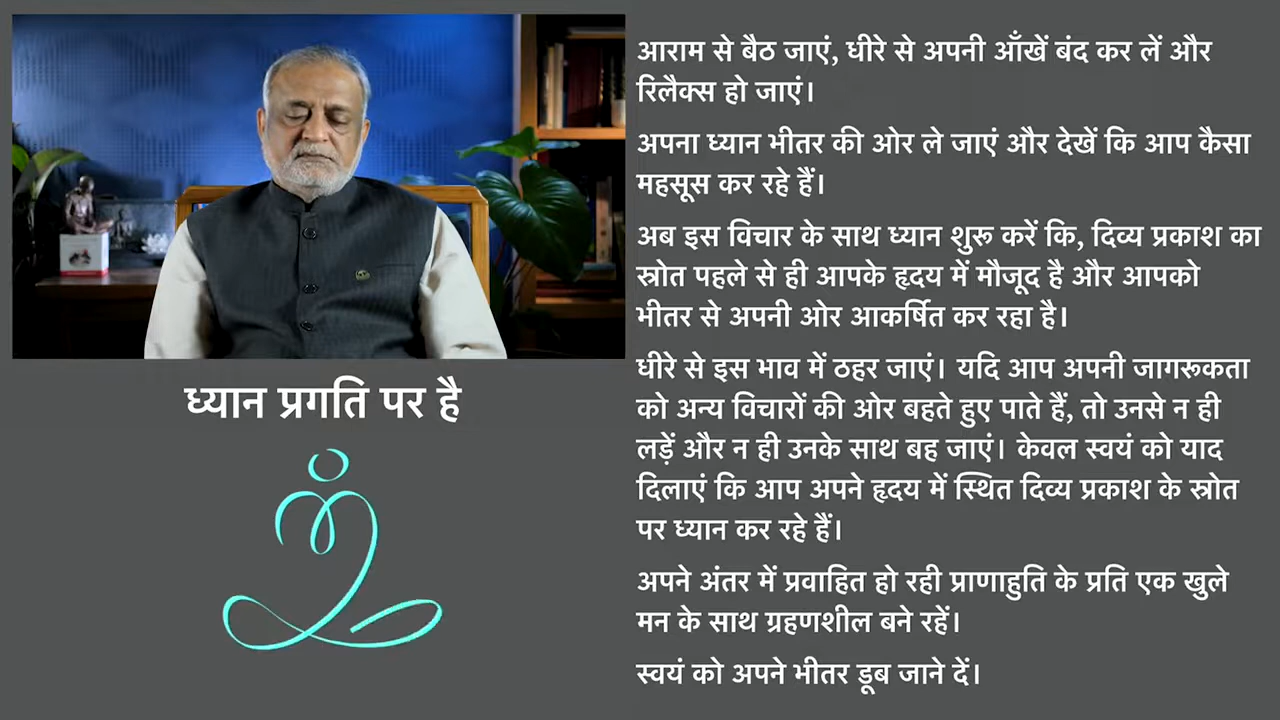 आराम से बैठ जाएं, धीरे से अपनी आँखें बंद कर लें और
रिलैक्स हो जाएं।
अपना ध्यान भीतर की ओर ले जाएं और देखें कि आप कैसा
महसूस कर रहे हैं।
अब इस विचार के साथ ध्यान शुरू करें कि, दिव्य प्रकाश का
स्रोत पहले से ही आपके हृदय में मौजूद है और आपको
भीतर से अपनी ओर आकर्षित कर रहा है।
धीरे से इस भाव में ठहर जाएं। यदि आप अपनी जागरूकता
को अन्य विचारों की ओर बहते हुए पाते हैं, तो उनसे न ही
लड़ें और न ही उनके साथ बह जाएं। केवल स्वयं को याद
दिलाएं कि आप अपने हृदय में स्थित दिव्य प्रकाश के स्रोत
पर ध्यान कर रहे हैं।
अपने अंतर में प्रवाहित हो रही प्राणाहुति के प्रति एक खुले
मन के साथ ग्रहणशील बने रहें।
स्वयं को अपने भीतर डूब जाने दें।
ध्यान प्रगति पर है